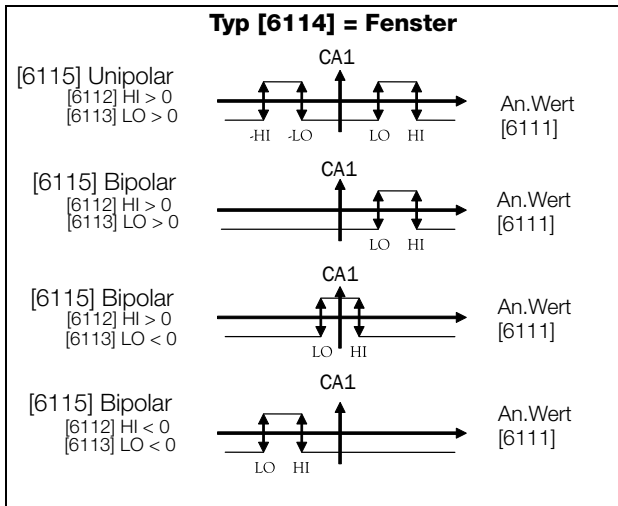 Typ [6114] = Fenster
CA1
[6115] Unipolar
[6112] HI > 0
[6113] LO > 0
-HI -LO LO HI
An.Wert
[6111]
CA1
[6115] Bipolar
[6112] HI > 0
[6113] LO > 0
LO HI
An.Wert
[6111]
CA1
[6115] Bipolar
[6112] HI > 0
[6113] LO < 0
LO HI
An.Wert
[6111]
CA1
[6115] Bipolar
[6112] HI < 0
[6113] LO < 0
LO HI
An.Wert
[6111]